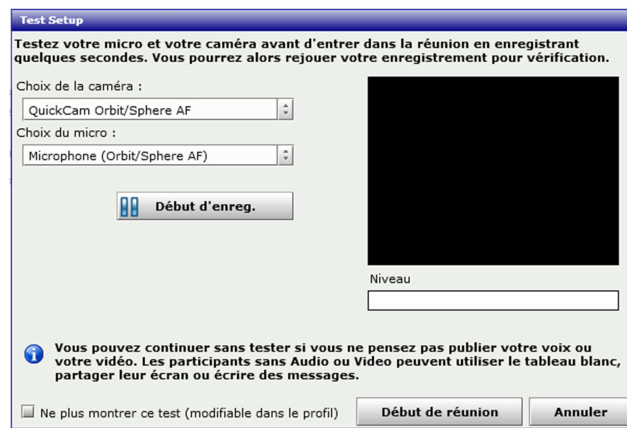 Test Setup
Testez votre micro et votre caméra avant d'entrer dans la réunion en enregistrant
quelques secondes. Vous pourrez alors rejouer votre enregistrement pour vérification.
Choix de la caméra :
QuickCam Orbit/Sphere AF
Choix du micro :
Microphone (Orbit/Sphere AF)
Début d'enreg.
Niveau
Vous pouvez continuer sans tester si vous ne pensez pas publier votre voix ou
votre vidéo. Les participants sans Audio ou Video peuvent utiliser le tableau blanc,
partager leur écran ou écrire des messages.
Ne plus montrer ce test (modifiable dans le profil)
Début de réunion
Annuler